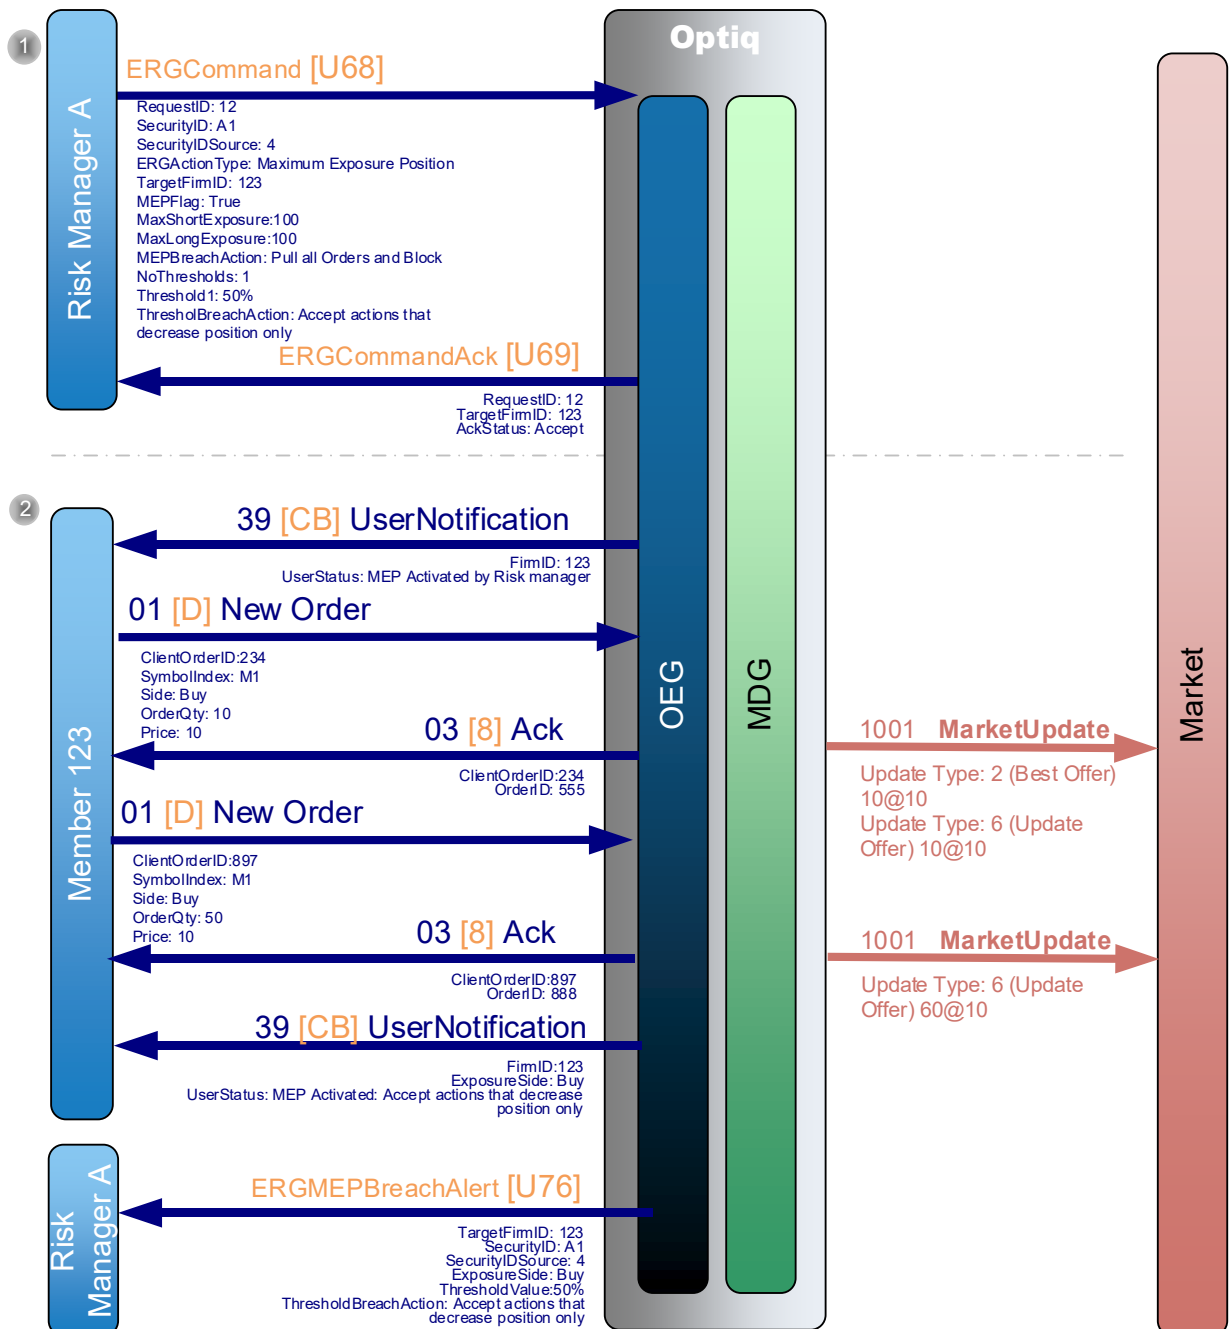 Optiq
1
Risk Manager A
ERGCommand [U68]
RequestID: 12
SecurityID: A1
SecurityIDSource: 4
ERGActionType: Maximum Exposure Position
TargetFirmID: 123
MEPFlag: True
MaxShortExposure:100
MaxLongExposure:100
MEPBreachAction: Pull all Orders and Block
NoThresholds: 1
Threshold1: 50%
ThresholBreachAction: Accept actions that
decrease position only
ERGCommandAck [U69]
RequestID: 12
TargetFirmID: 123
AckStatus: Accept
2
Member 123
39 [CB] UserNotification
FirmID: 123
UserStatus: MEP Activated by Risk manager
01 [D] New Order
ClientOrderID:234
SymbolIndex: M1
Side: Buy
OrderQty: 10
Price: 10
03 [8] Ack
ClientOrderID:234
OrderID: 555
01 [D] New Order
ClientOrderID:897
SymbolIndex: M1
Side: Buy
OrderQty: 50
Price: 10
03 [8] Ack
ClientOrderID:897
OrderID: 888
39 [CB] UserNotification
FirmID:123
ExposureSide: Buy
UserStatus: MEP Activated: Accept actions that decrease
position only
Risk
Manager A
ERGMEPBreachAlert [U76]
TargetFirmID: 123
SecurityID: A1
SecurityIDSource: 4
ExposureSide: Buy
ThresholdValue:50%
ThresholdBreachAction: Accept actions that
decrease position only
OEG
MDG
1001 MarketUpdate
Update Type: 2 (Best Offer)
10@10
Update Type: 6 (Update
Offer) 10@10
1001 MarketUpdate
Update Type: 6 (Update
Offer) 60@10
Market